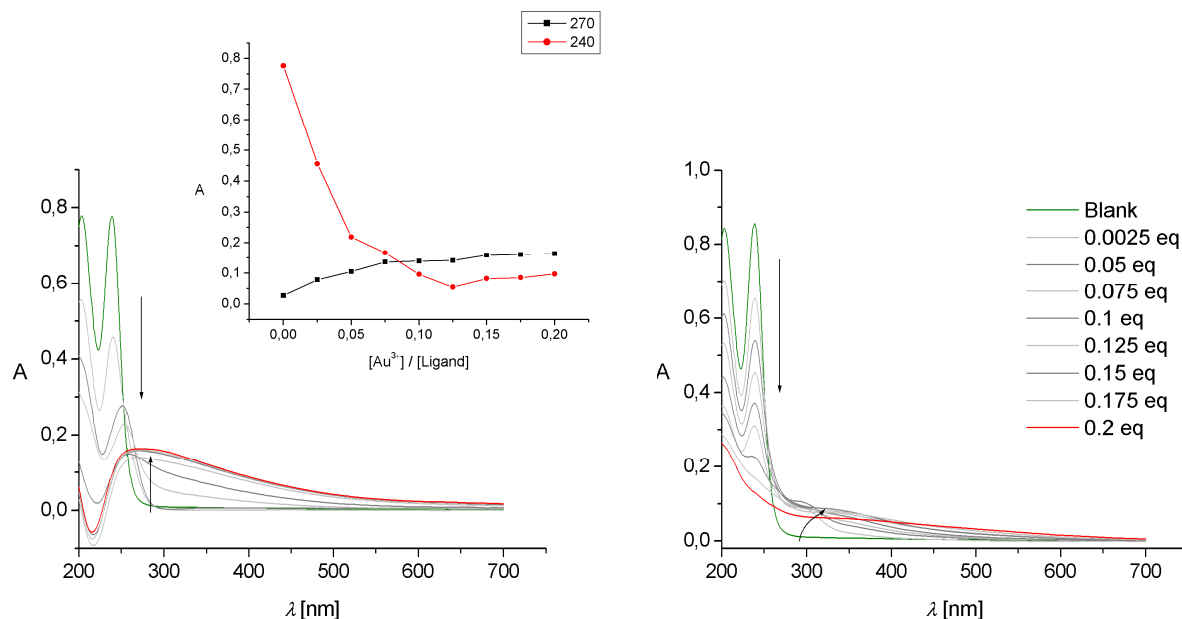 270
240
0,8
0,7
0,6
0,5
0,4
0,3
0,2
0,1
0,0
A
0,00
0,05
0,10
0,15
0,20
[Au³⁺] / [Ligand]
0,8
0,6
0,4
0,2
0,0
A
200
300
400
500
600
700
λ [nm]
1,0
0,8
0,6
0,4
0,2
0,0
A
200
300
400
500
600
700
λ [nm]
Blank
0.0025 eq
0.05 eq
0.075 eq
0.1 eq
0.125 eq
0.15 eq
0.175 eq
0.2 eq